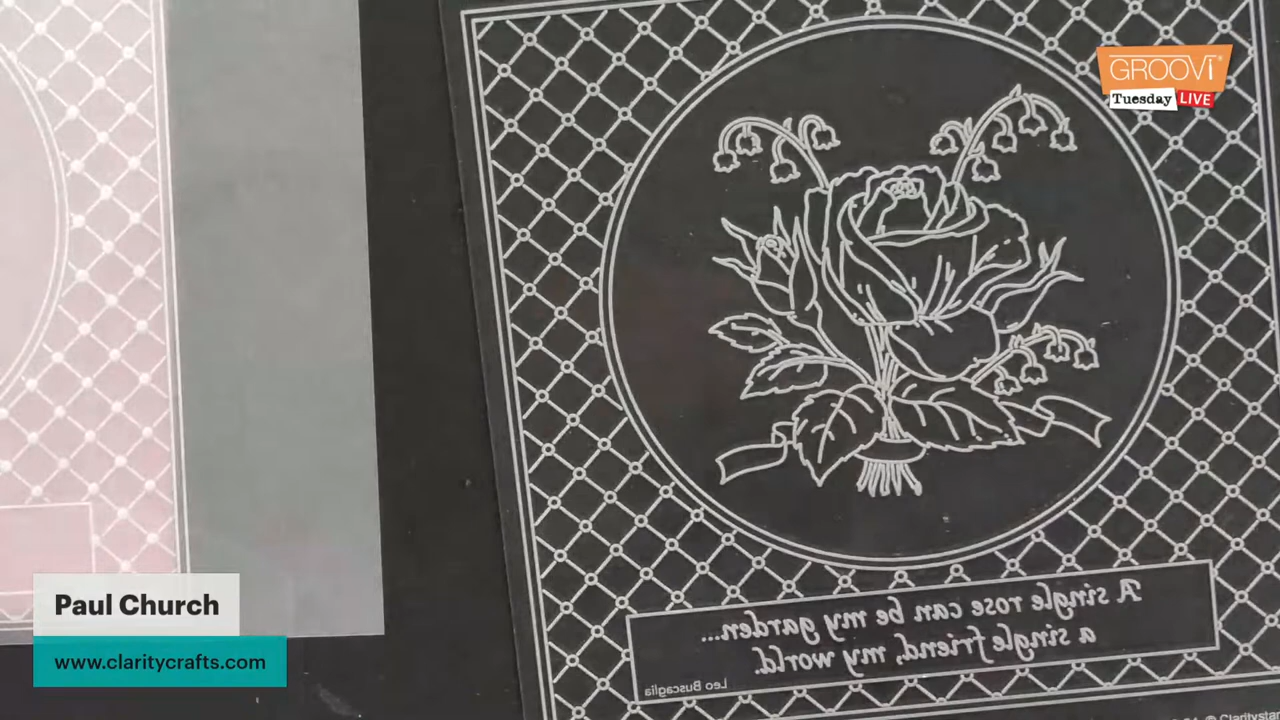 GROOVI®
Tuesday LIVE
A single rose can be my garden...
a single friend, my world.
Leo Buscaglia
Paul Church
www.claritycrafts.com